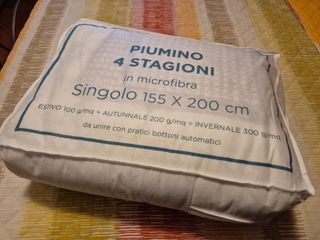 PIUMINO
4 STAGIONI
in microfibra
Singolo 155 X 200 cm
ESTIVO 100 g/mq + AUTUNNALE 200 g/mq = INVERNALE 300 g/mq
da unire con pratici bottoni automatici